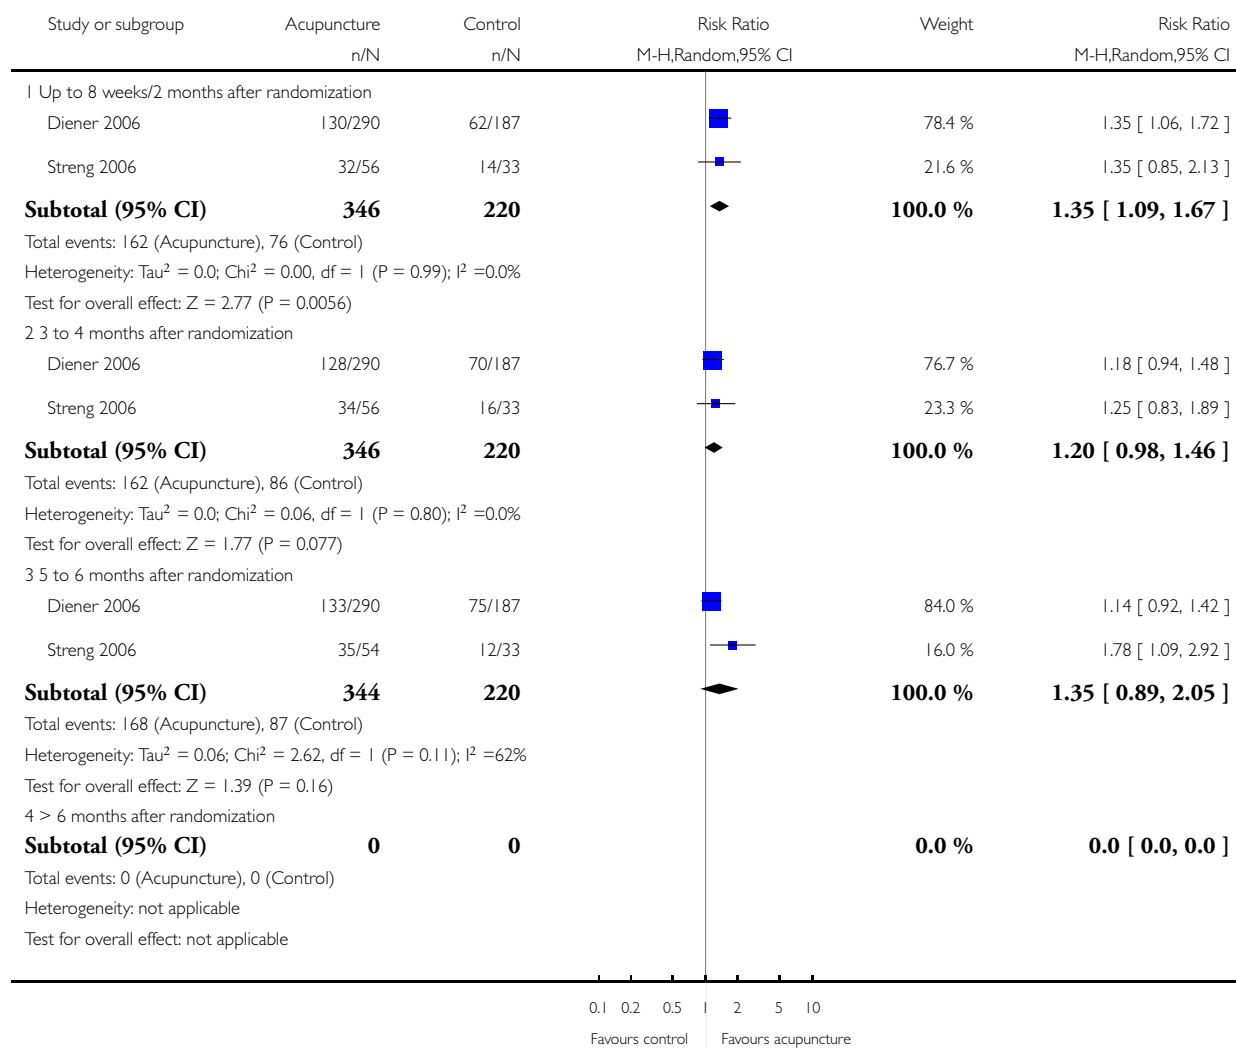 Study or subgroup Acupuncture Control Risk Ratio Weight Risk Ratio
n/N n/N M-H,Random,95% CI M-H,Random,95% CI
1 Up to 8 weeks/2 months after randomization
Diener 2006 130/290 62/187 78.4 % 1.35 [ 1.06, 1.72 ]
Streng 2006 32/56 14/33 21.6 % 1.35 [ 0.85, 2.13 ]
Subtotal (95% CI) 346 220 100.0 % 1.35 [ 1.09, 1.67 ]
Total events: 162 (Acupuncture), 76 (Control)
Heterogeneity: Tau² = 0.0; Chi² = 0.00, df = 1 (P = 0.99); I² =0.0%
Test for overall effect: Z = 2.77 (P = 0.0056)
2 3 to 4 months after randomization
Diener 2006 128/290 70/187 76.7 % 1.18 [ 0.94, 1.48 ]
Streng 2006 34/56 16/33 23.3 % 1.25 [ 0.83, 1.89 ]
Subtotal (95% CI) 346 220 100.0 % 1.20 [ 0.98, 1.46 ]
Total events: 162 (Acupuncture), 86 (Control)
Heterogeneity: Tau² = 0.0; Chi² = 0.06, df = 1 (P = 0.80); I² =0.0%
Test for overall effect: Z = 1.77 (P = 0.077)
3 5 to 6 months after randomization
Diener 2006 133/290 75/187 84.0 % 1.14 [ 0.92, 1.42 ]
Streng 2006 35/54 12/33 16.0 % 1.78 [ 1.09, 2.92 ]
Subtotal (95% CI) 344 220 100.0 % 1.35 [ 0.89, 2.05 ]
Total events: 168 (Acupuncture), 87 (Control)
Heterogeneity: Tau² = 0.06; Chi² = 2.62, df = 1 (P = 0.11); I² =62%
Test for overall effect: Z = 1.39 (P = 0.16)
4 > 6 months after randomization
Subtotal (95% CI) 0 0 0.0 % 0.0 [ 0.0, 0.0 ]
Total events: 0 (Acupuncture), 0 (Control)
Heterogeneity: not applicable
Test for overall effect: not applicable
0.1 0.2 0.5 1 2 5 10
Favours control Favours acupuncture